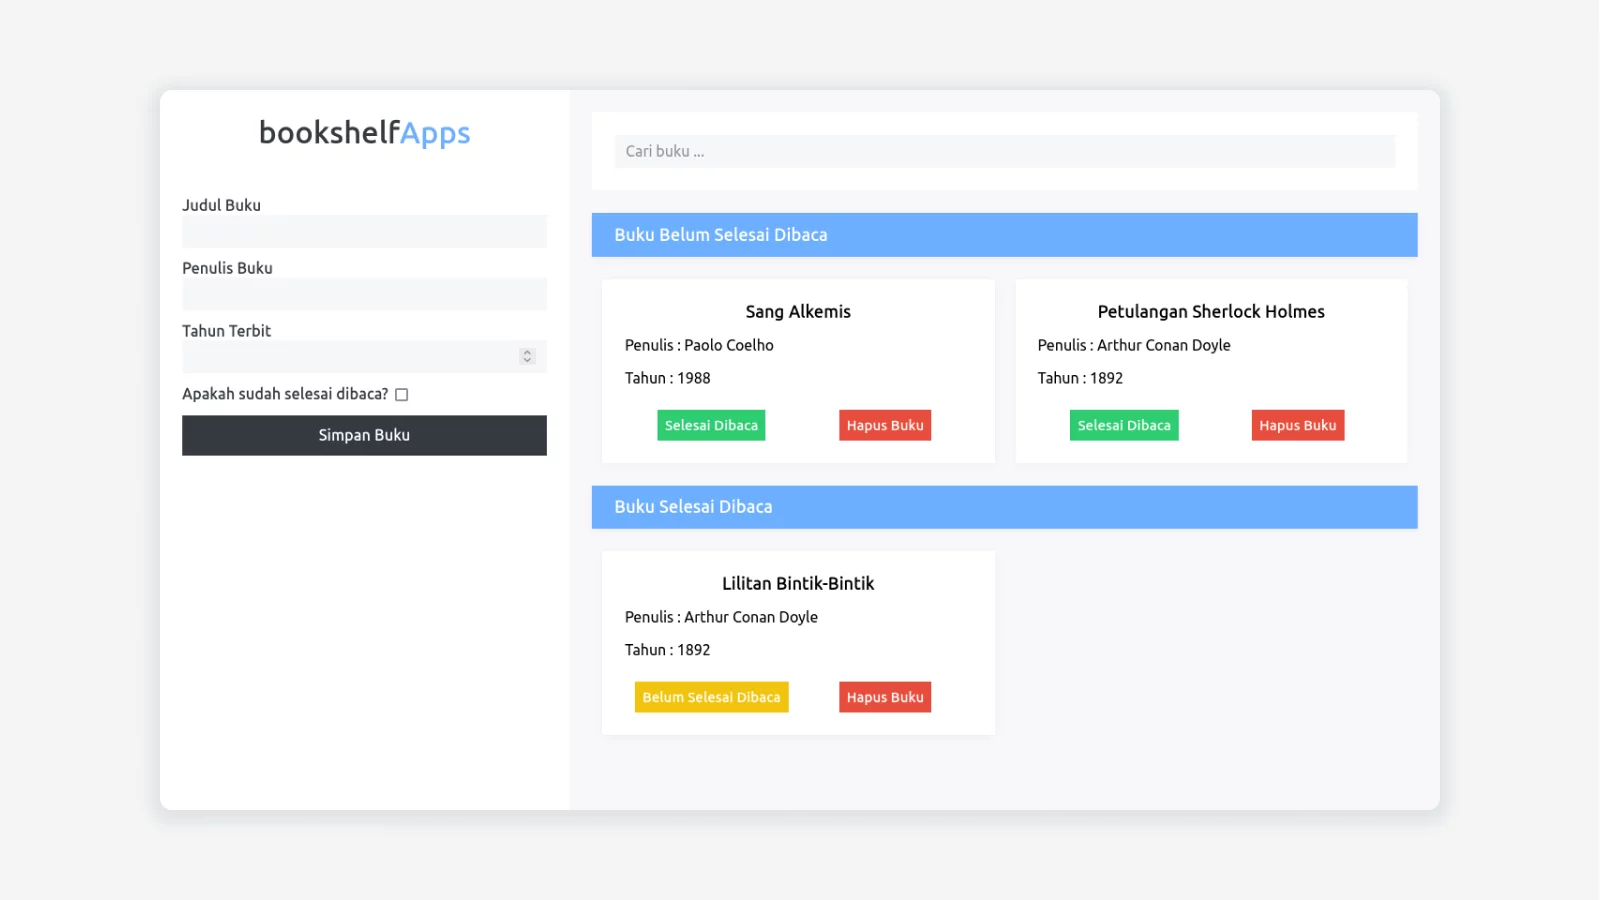 bookshelfApps
Judul Buku
Penulis Buku
Tahun Terbit
Apakah sudah selesai dibaca?
Simpan Buku
Cari buku ...
Buku Belum Selesai Dibaca
Sang Alkemis
Penulis : Paolo Coelho
Tahun : 1988
Selesai Dibaca
Hapus Buku
Petulangan Sherlock Holmes
Penulis : Arthur Conan Doyle
Tahun : 1892
Selesai Dibaca
Hapus Buku
Buku Selesai Dibaca
Lilitan Bintik-Bintik
Penulis : Arthur Conan Doyle
Tahun : 1892
Belum Selesai Dibaca
Hapus Buku